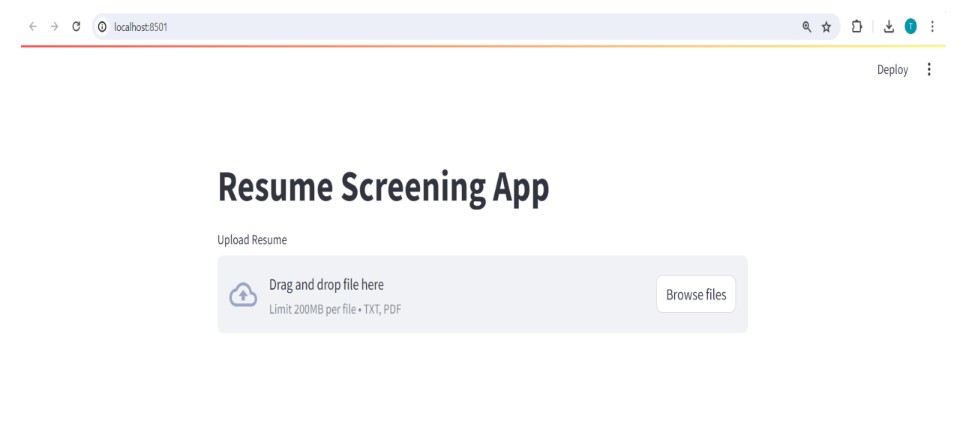 localhost:8501
T
Deploy
Resume Screening App
Upload Resume
Drag and drop file here
Limit 200MB per file • TXT, PDF
Browse files